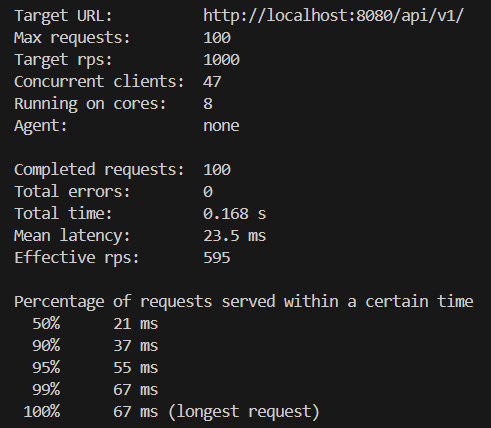 Target URL: http://localhost:8080/api/v1/
Max requests: 100
Target rps: 1000
Concurrent clients: 47
Running on cores: 8
Agent: none
Completed requests: 100
Total errors: 0
Total time: 0.168 s
Mean latency: 23.5 ms
Effective rps: 595
Percentage of requests served within a certain time
50% 21 ms
90% 37 ms
95% 55 ms
99% 67 ms
100% 67 ms (longest request)